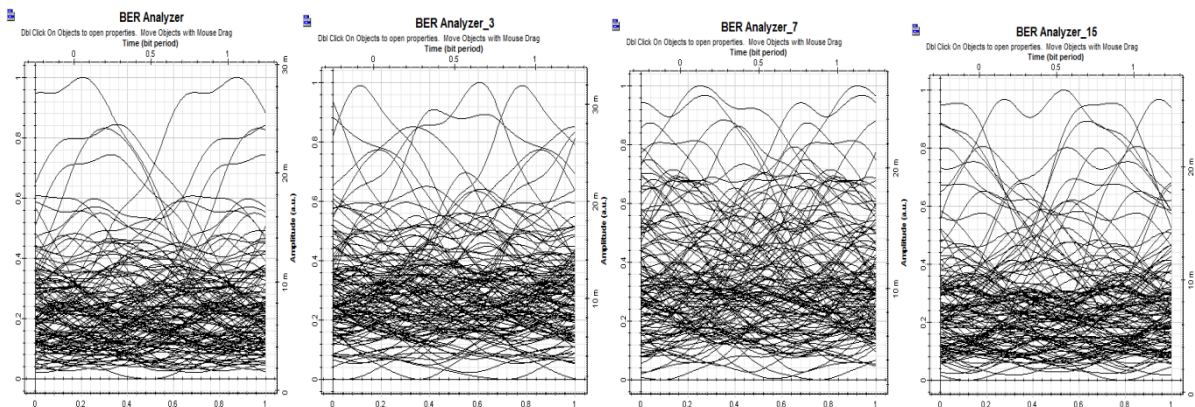 BER Analyzer
Dbl Click On Objects to open properties. Move Objects with Mouse Drag
Time (bit period)
0 0.5 1
1
0.8
0.6
0.4
0.2
0
30 m
20 m
10 m
0
Amplitude (a.u.)
0 0.2 0.4 0.6 0.8 1
BER Analyzer_3
Dbl Click On Objects to open properties. Move Objects with Mouse Drag
Time (bit period)
0 0.5 1
1
0.8
0.6
0.4
0.2
0
30 m
20 m
10 m
Amplitude (a.u.)
0 0.2 0.4 0.6 0.8 1
BER Analyzer_7
Dbl Click On Objects to open properties. Move Objects with Mouse Drag
Time (bit period)
0 0.5 1
1
0.8
0.6
0.4
0.2
0
20 m
10 m
0
Amplitude (a.u.)
0 0.2 0.4 0.6 0.8 1
BER Analyzer_15
Dbl Click On Objects to open properties. Move Objects with Mouse Drag
Time (bit period)
0 0.5 1
1
0.8
0.6
0.4
0.2
0
20 m
10 m
0 m
0 0.2 0.4 0.6 0.8 1